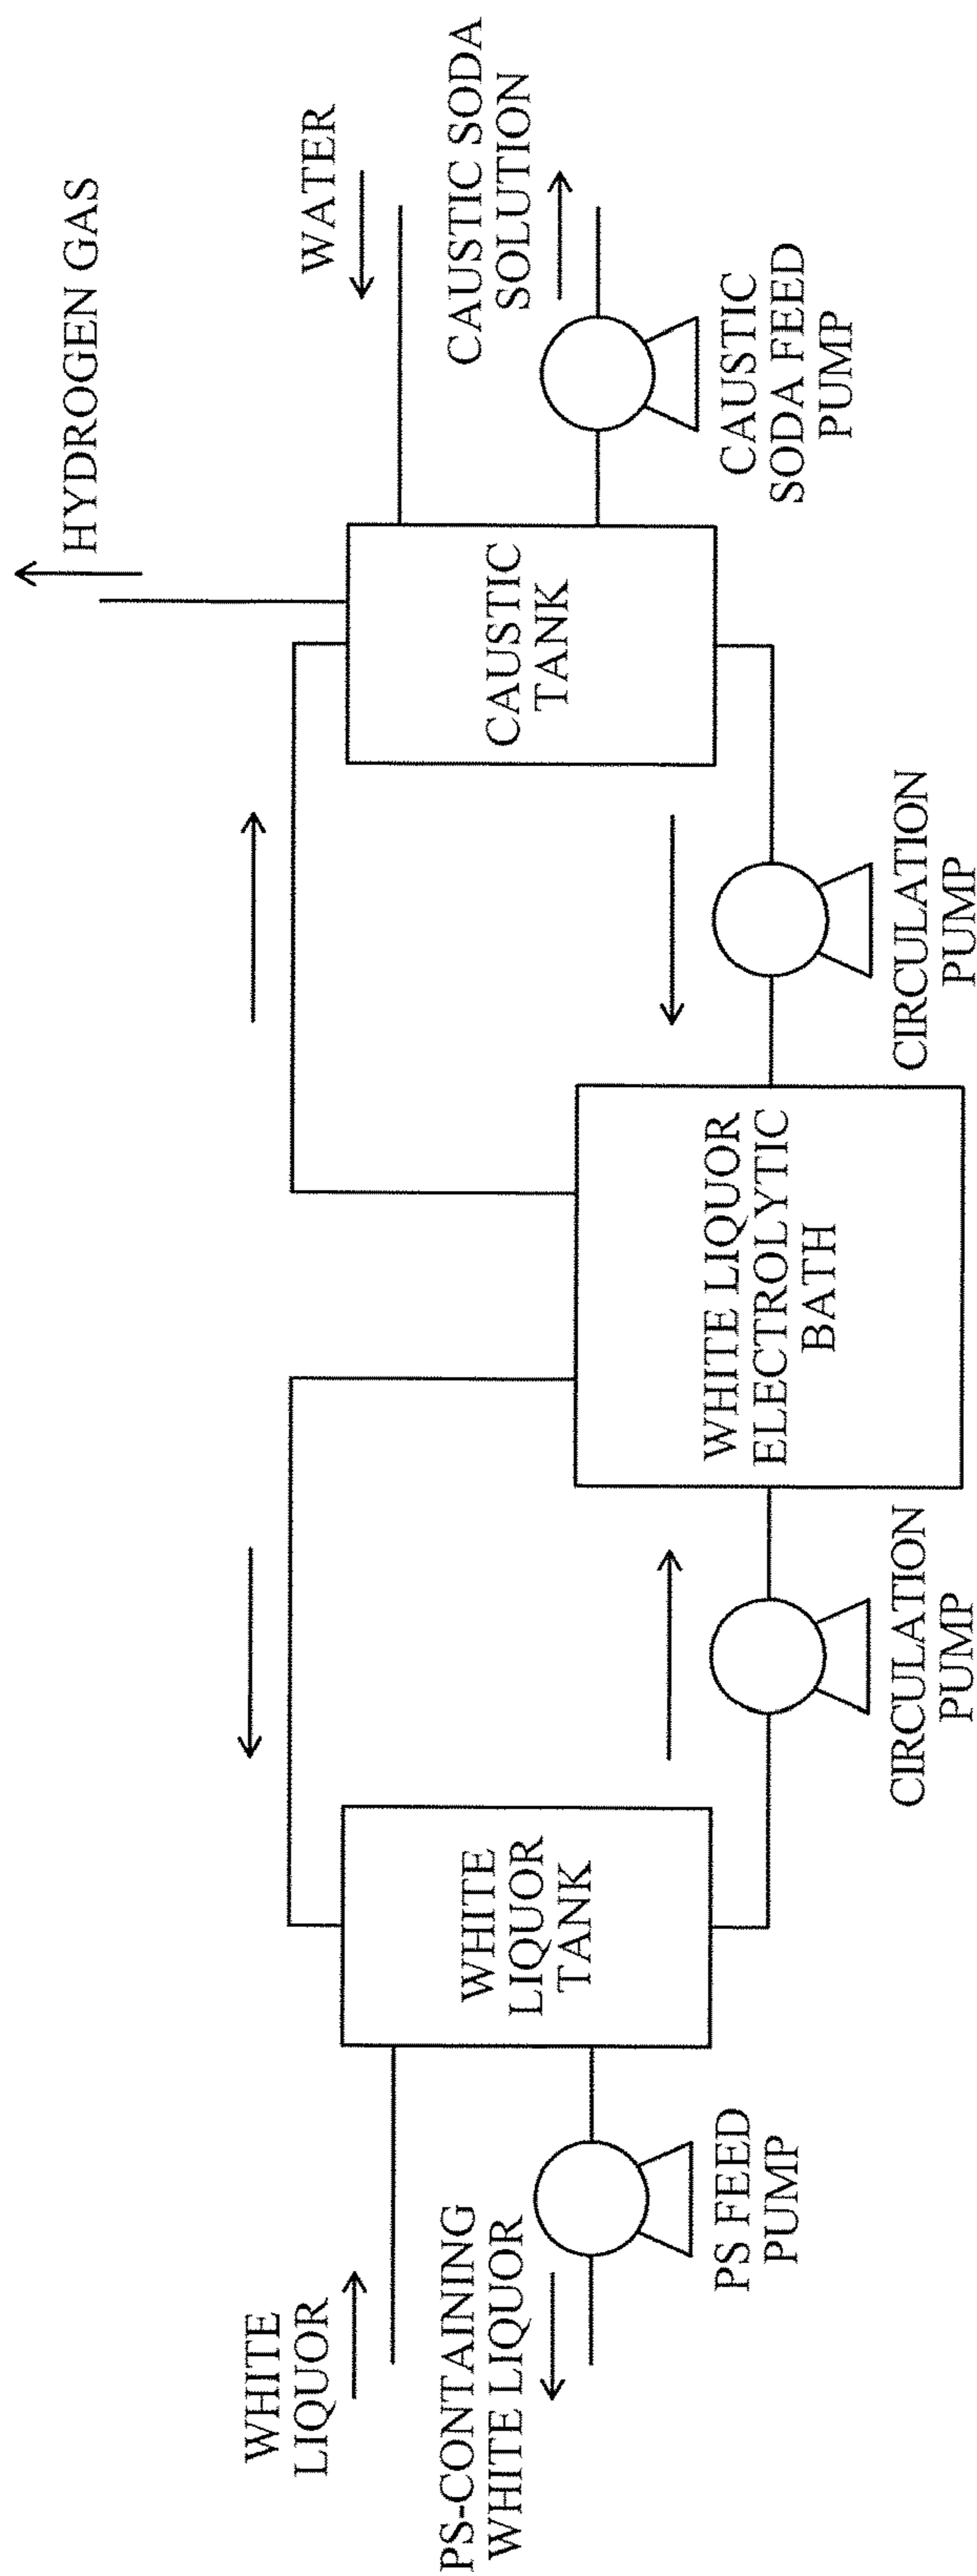 HYDROGEN GAS
WATER
CAUSTIC SODA
SOLUTION
CAUSTIC
SODA FEED
PUMP
CAUSTIC
TANK
CIRCULATION
PUMP
WHITE LIQUOR
ELECTROLYTIC
BATH
CIRCULATION
PUMP
WHITE
LIQUOR
TANK
WHITE
LIQUOR
PS-CONTAINING
WHITE LIQUOR
PS FEED
PUMP